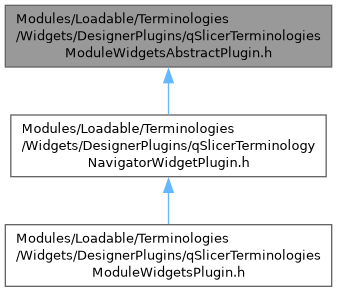 Modules/Loadable/Terminologies
/Widgets/DesignerPlugins/qSlicerTerminologies
ModuleWidgetsAbstractPlugin.h
Modules/Loadable/Terminologies
/Widgets/DesignerPlugins/qSlicerTerminology
NavigatorWidgetPlugin.h
Modules/Loadable/Terminologies
/Widgets/DesignerPlugins/qSlicerTerminologies
ModuleWidgetsPlugin.h